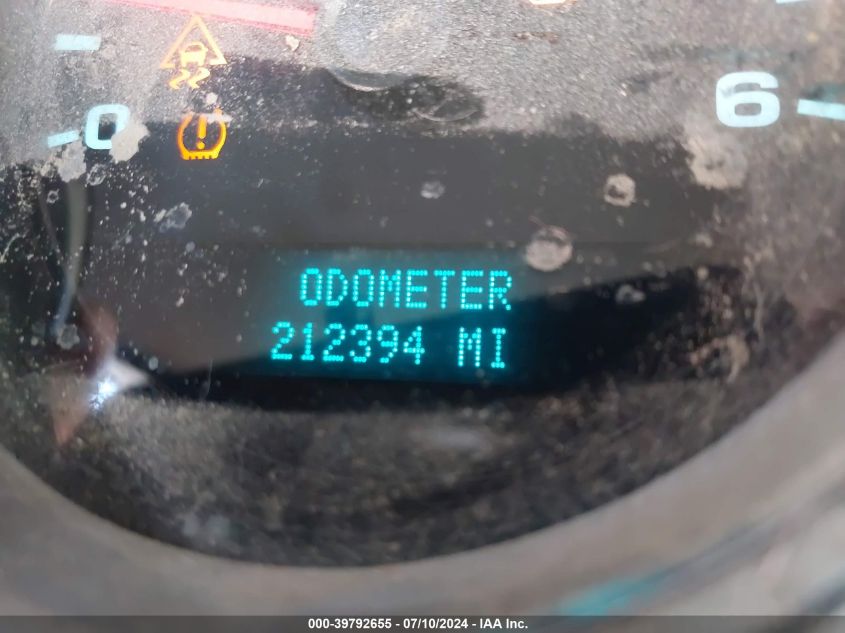 0
6
ODOMETER
212394 MI
000-39792655 - 07/10/2024 - IAA Inc.